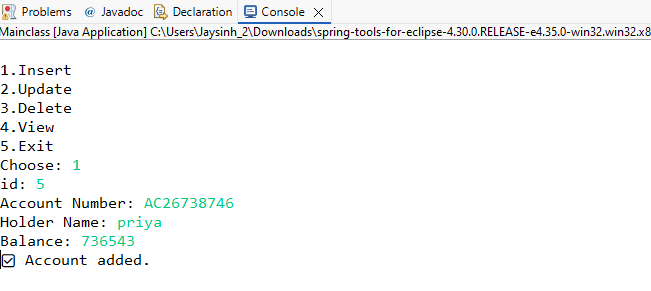 Problems @ Javadoc Declaration Console
Mainclass [Java Application] C:\Users\Jaysinh_2\Downloads\spring-tools-for-eclipse-4.30.0.RELEASE-e4.35.0-win32.win32.x8
1.Insert
2.Update
3.Delete
4.View
5.Exit
Choose: 1
id: 5
Account Number: AC26738746
Holder Name: priya
Balance: 736543
☑ Account added.